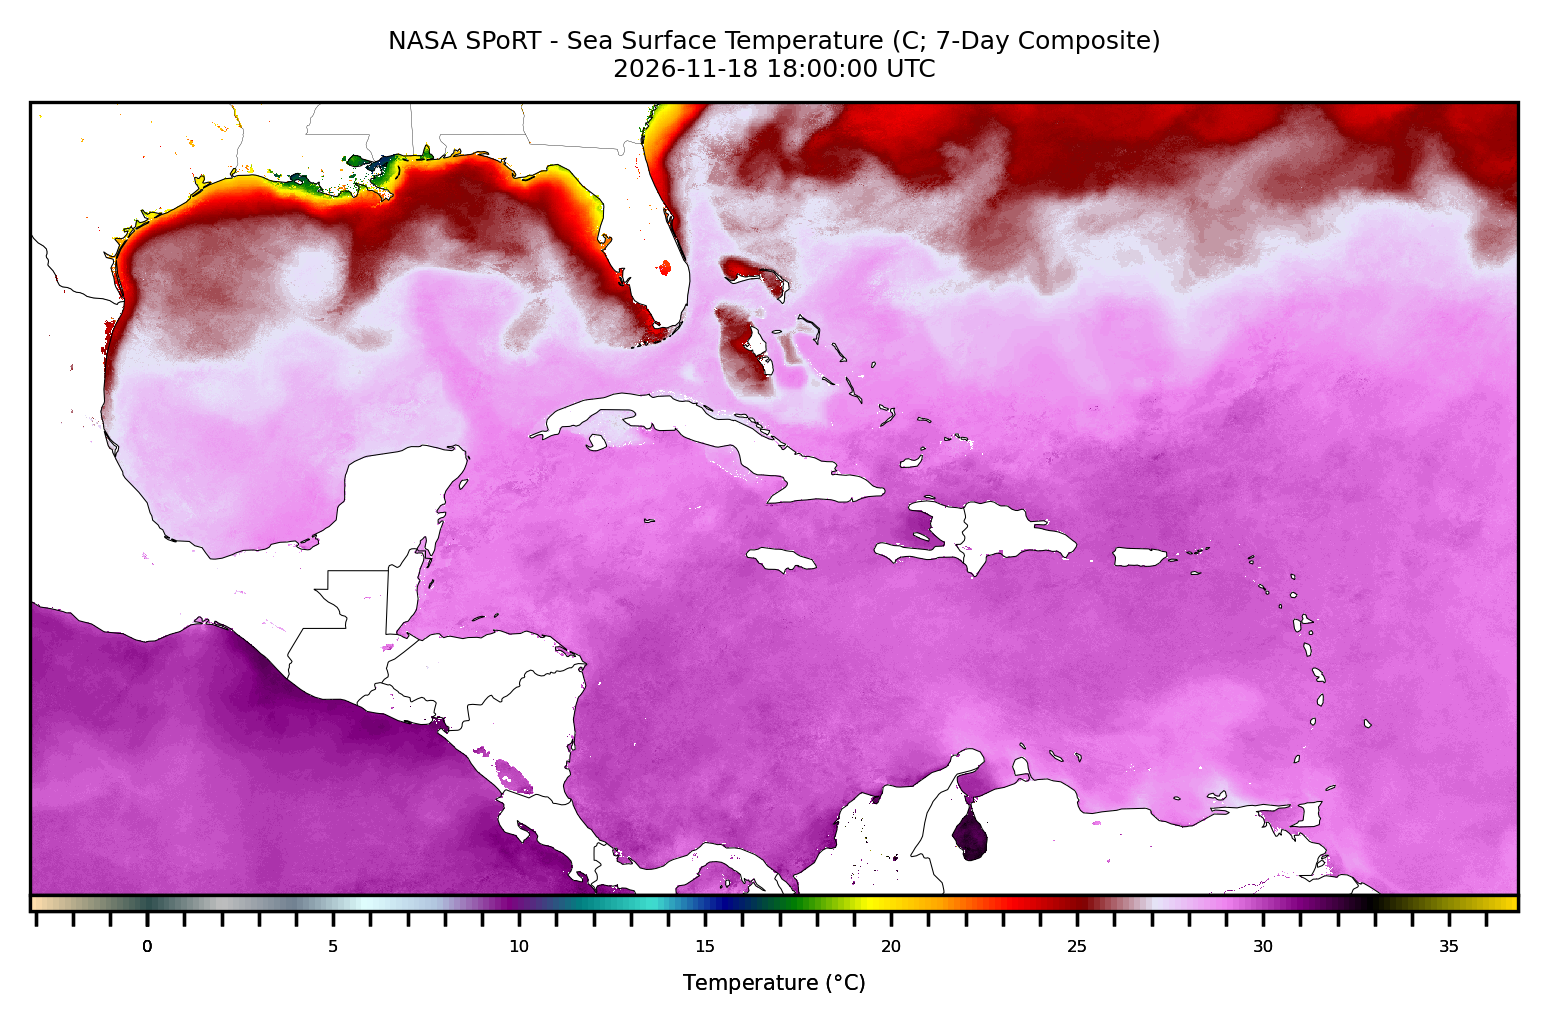 NASA SPoRT - Sea Surface Temperature (C; 7-Day Composite)
2026-11-18 18:00:00 UTC
0 5 10 15 20 25 30 35
Temperature (°C)